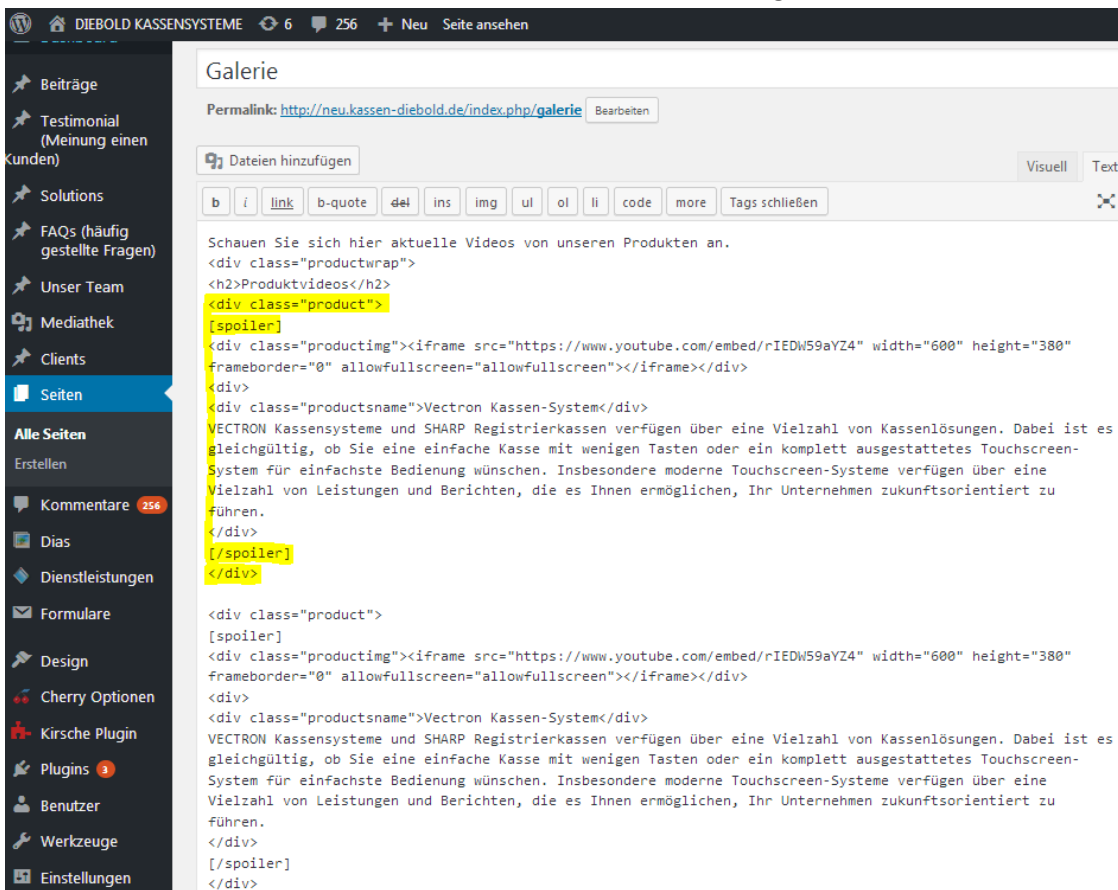 DIEBOLD KASSENSYSTEME 6 256 + Neu Seite ansehen
Beiträge
Testimonial
(Meinung einen
Kunden)
Solutions
FAQs (häufig
gestellte Fragen)
Unser Team
Mediathek
Clients
Seiten
Alle Seiten
Erstellen
Kommentare 256
Dias
Dienstleistungen
Formulare
Design
Cherry Optionen
Kirsche Plugin
Plugins 3
Benutzer
Werkzeuge
Einstellungen
Galerie
Permalink: http://neu.kassen-diebold.de/index.php/galerie Bearbeiten
Dateien hinzufügen
Visuell Text
b i link b-quote del ins img ul ol li code more Tags schließen
Schauen Sie sich hier aktuelle Videos von unseren Produkten an.
<div class="productwrap">
<h2>Produktvideos</h2>
<div class="product">
[spoiler]
<div class="productimg"><iframe src="https://www.youtube.com/embed/rIEDW59aYZ4" width="600" height="380"
frameborder="0" allowfullscreen="allowfullscreen"></iframe></div>
<div>
<div class="productsname">Vectron Kassen-System</div>
VECTRON Kassensysteme und SHARP Registrierkassen verfügen über eine Vielzahl von Kassenlösungen. Dabei ist es
gleichgültig, ob Sie eine einfache Kasse mit wenigen Tasten oder ein komplett ausgestattetes Touchscreen-
System für einfachste Bedienung wünschen. Insbesondere moderne Touchscreen-Systeme verfügen über eine
Vielzahl von Leistungen und Berichten, die es Ihnen ermöglichen, Ihr Unternehmen zukunftsorientiert zu
führen.
</div>
[/spoiler]
</div>
<div class="product">
[spoiler]
<div class="productimg"><iframe src="https://www.youtube.com/embed/rIEDW59aYZ4" width="600" height="380"
frameborder="0" allowfullscreen="allowfullscreen"></iframe></div>
<div>
<div class="productsname">Vectron Kassen-System</div>
VECTRON Kassensysteme und SHARP Registrierkassen verfügen über eine Vielzahl von Kassenlösungen. Dabei ist es
gleichgültig, ob Sie eine einfache Kasse mit wenigen Tasten oder ein komplett ausgestattetes Touchscreen-
System für einfachste Bedienung wünschen. Insbesondere moderne Touchscreen-Systeme verfügen über eine
Vielzahl von Leistungen und Berichten, die es Ihnen ermöglichen, Ihr Unternehmen zukunftsorientiert zu
führen.
</div>
[/spoiler]
</div>